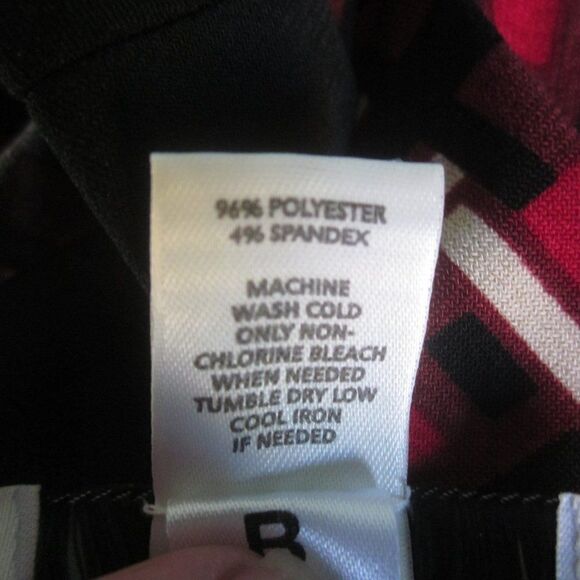 96% POLYESTER
4% SPANDEX
MACHINE
WASH COLD
ONLY NON-
CHLORINE BLEACH
WHEN NEEDED
TUMBLE DRY LOW
COOL IRON
IF NEEDED